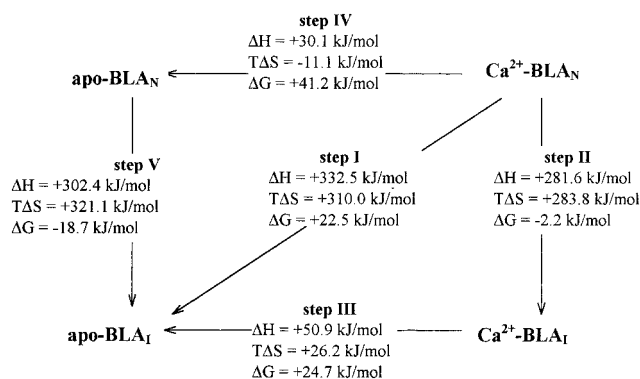 step IV
ΔH = +30.1 kJ/mol
TΔS = -11.1 kJ/mol
ΔG = +41.2 kJ/mol
apo-BLA_N
Ca²⁺-BLA_N
step V
ΔH = +302.4 kJ/mol
TΔS = +321.1 kJ/mol
ΔG = -18.7 kJ/mol
step I
ΔH = +332.5 kJ/mol
TΔS = +310.0 kJ/mol
ΔG = +22.5 kJ/mol
step II
ΔH = +281.6 kJ/mol
TΔS = +283.8 kJ/mol
ΔG = -2.2 kJ/mol
apo-BLA_I
step III
ΔH = +50.9 kJ/mol
TΔS = +26.2 kJ/mol
ΔG = +24.7 kJ/mol
Ca²⁺-BLA_I